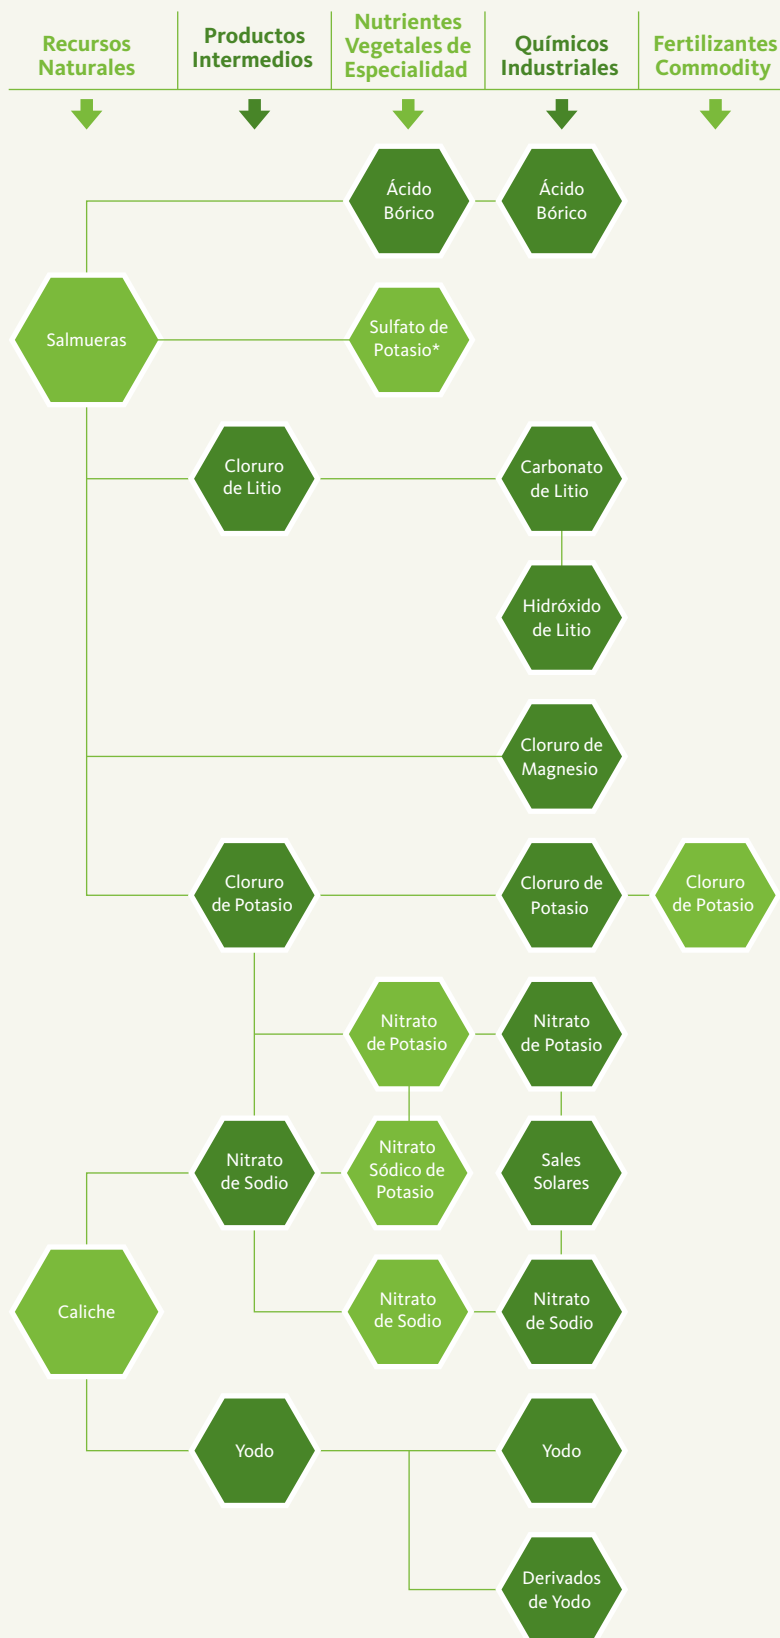 Recursos
Naturales
Productos
Intermedios
Nutrientes
Vegetales de
Especialidad
Químicos
Industriales
Fertilizantes
Commodity
Ácido
Bórico
Ácido
Bórico
Salmueras
Sulfato de
Potasio*
Cloruro
de Litio
Carbonato
de Litio
Hidróxido
de Litio
Cloruro de
Magnesio
Cloruro
de Potasio
Cloruro de
Potasio
Cloruro
de Potasio
Nitrato
de Potasio
Nitrato
de Potasio
Nitrato
de Sodio
Nitrato
Sódico de
Potasio
Sales
Solares
Caliche
Nitrato
de Sodio
Nitrato
de Sodio
Yodo
Yodo
Derivados
de Yodo